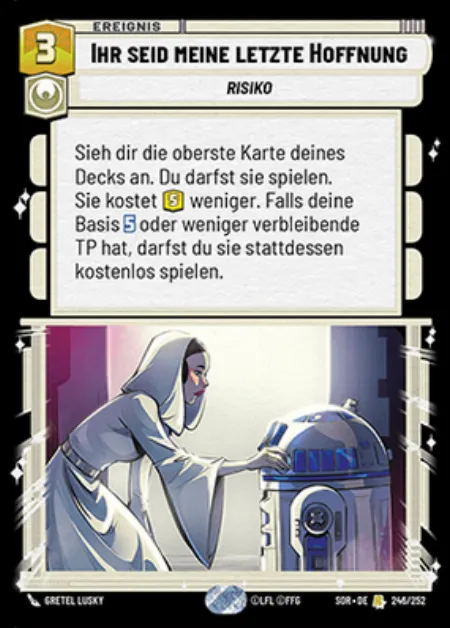 EREIGNIS
3
IHR SEID MEINE LETZTE HOFFNUNG
RISIKO
Sieh dir die oberste Karte deines
Decks an. Du darfst sie spielen.
Sie kostet 5 weniger. Falls deine
Basis 5 oder weniger verbleibende
TP hat, darfst du sie stattdessen
kostenlos spielen.
GRETEL LUSKY ©LFL ©FFG SOR • DE R 246/252